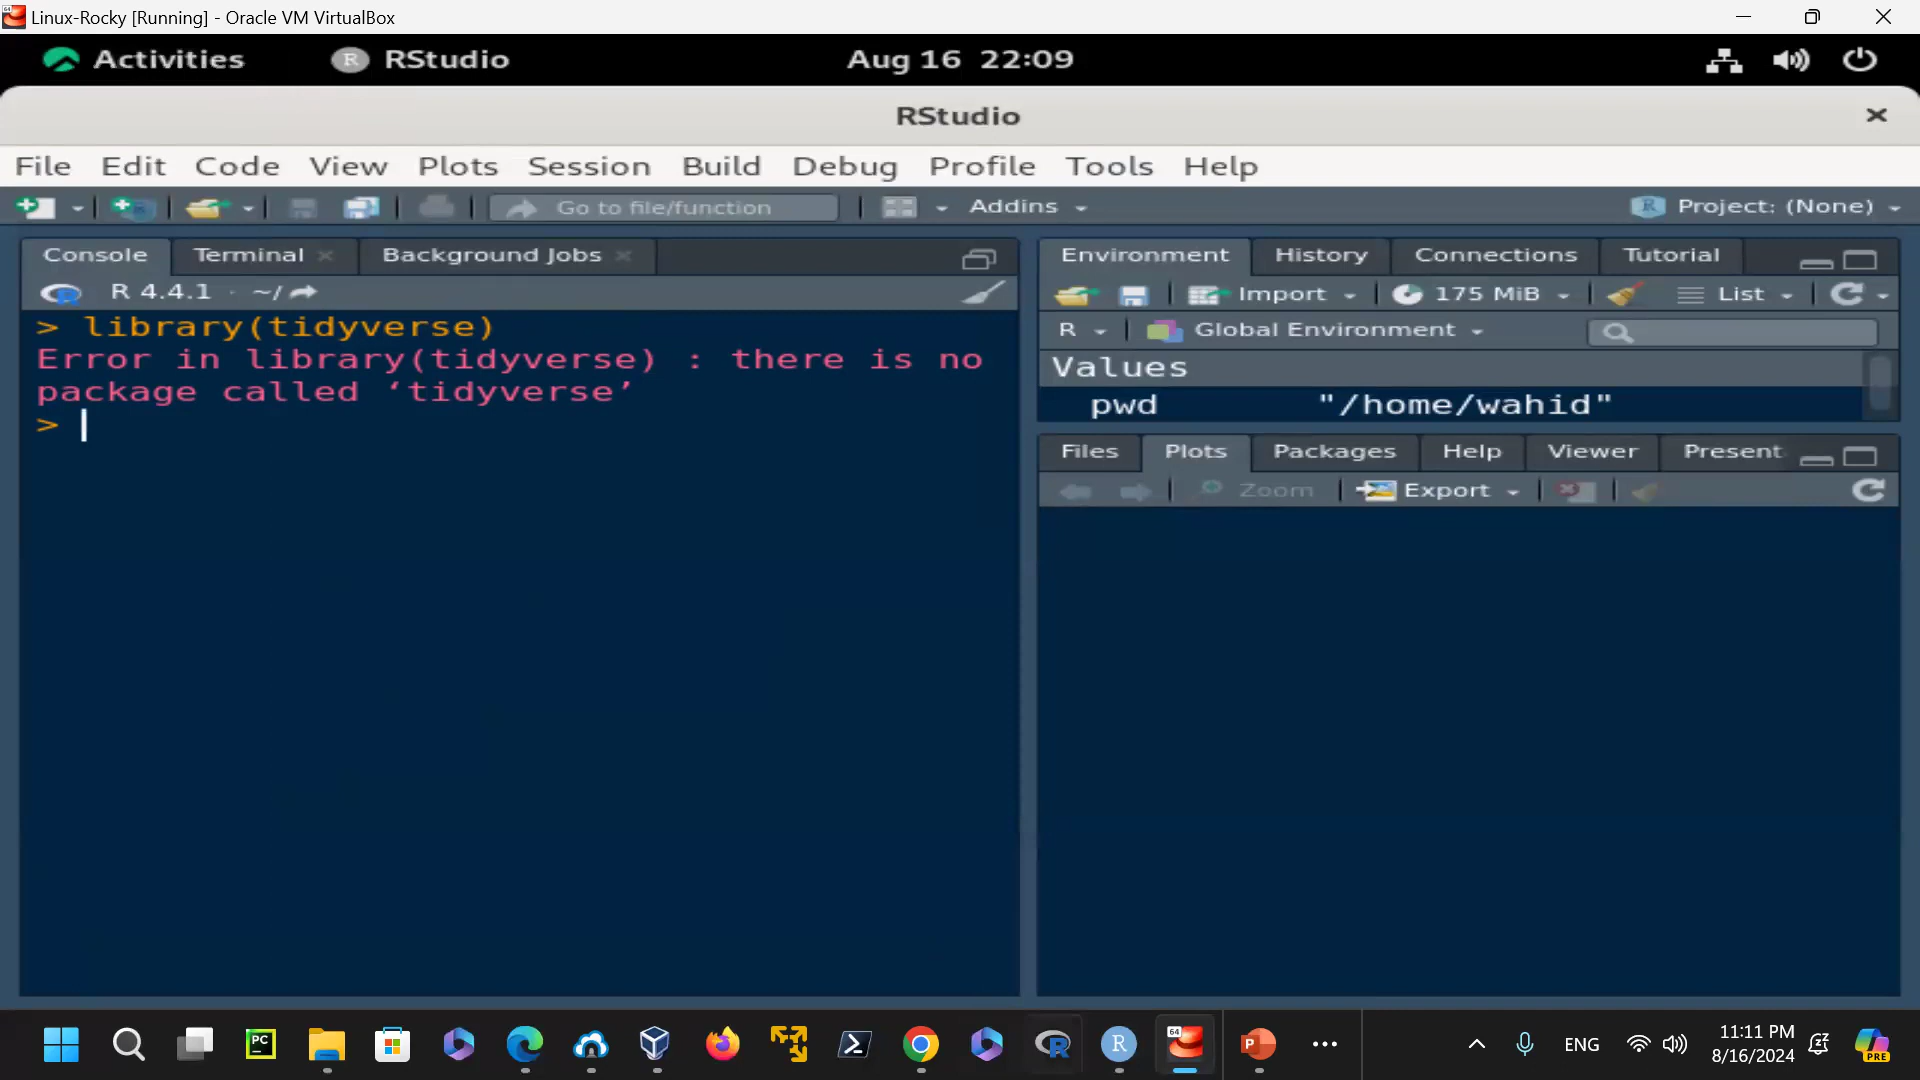 Linux-Rocky [Running] - Oracle VM VirtualBox
Activities RStudio Aug 16 22:09
RStudio
File Edit Code View Plots Session Build Debug Profile Tools Help
Go to file/function Addins Project: (None)
Console Terminal Background Jobs
R 4.4.1 · ~/
> library(tidyverse)
Error in library(tidyverse) : there is no
package called ‘tidyverse’
>
Environment History Connections Tutorial
Import 175 MiB List
R Global Environment
Values
pwd "/home/wahid"
Files Plots Packages Help Viewer Present
Zoom Export
PC
64
P
ENG
11:11 PM
8/16/2024
PRE